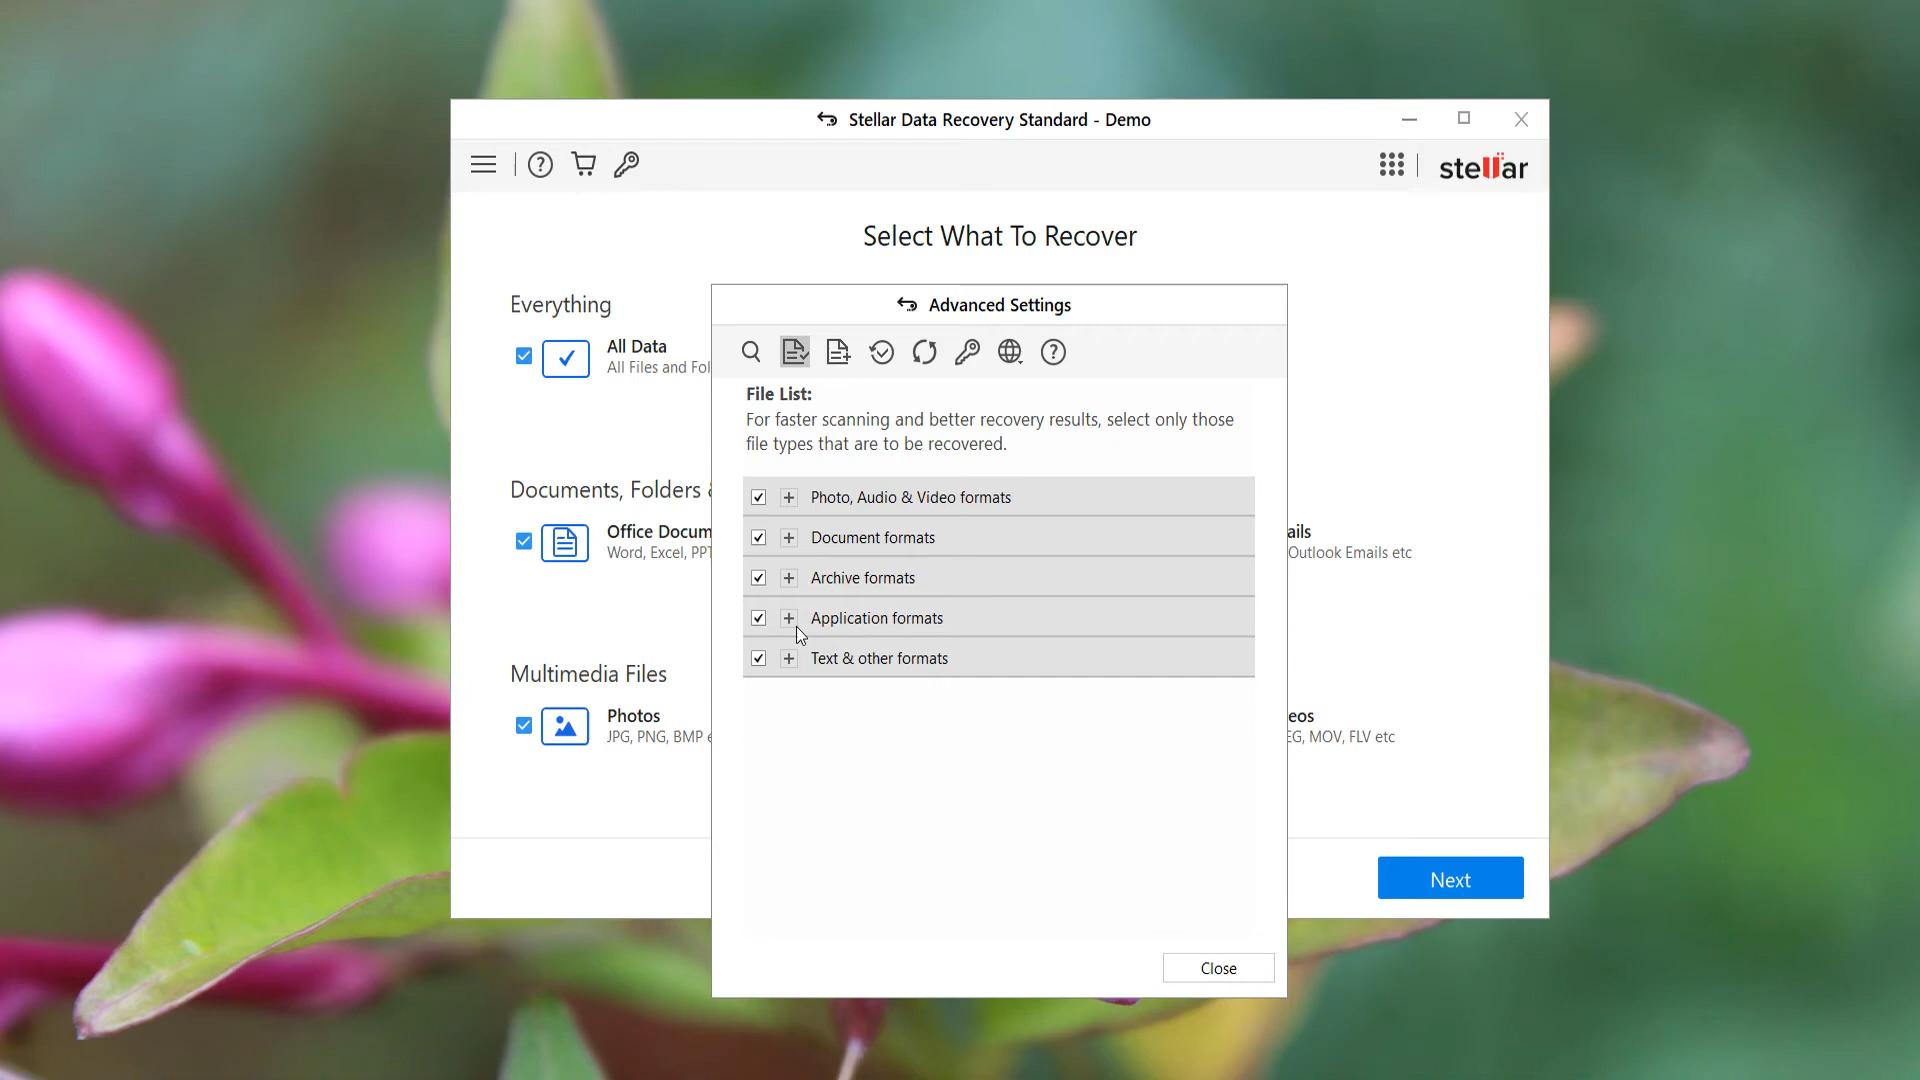 Stellar Data Recovery Standard - Demo
stellar
Select What To Recover
Everything
All Data
All Files and Fol
Documents, Folders &
Office Docum
Word, Excel, PPT
ails
Outlook Emails etc
Multimedia Files
Photos
JPG, PNG, BMP e
eos
EG, MOV, FLV etc
Next
Advanced Settings
File List:
For faster scanning and better recovery results, select only those
file types that are to be recovered.
Photo, Audio & Video formats
Document formats
Archive formats
Application formats
Text & other formats
Close